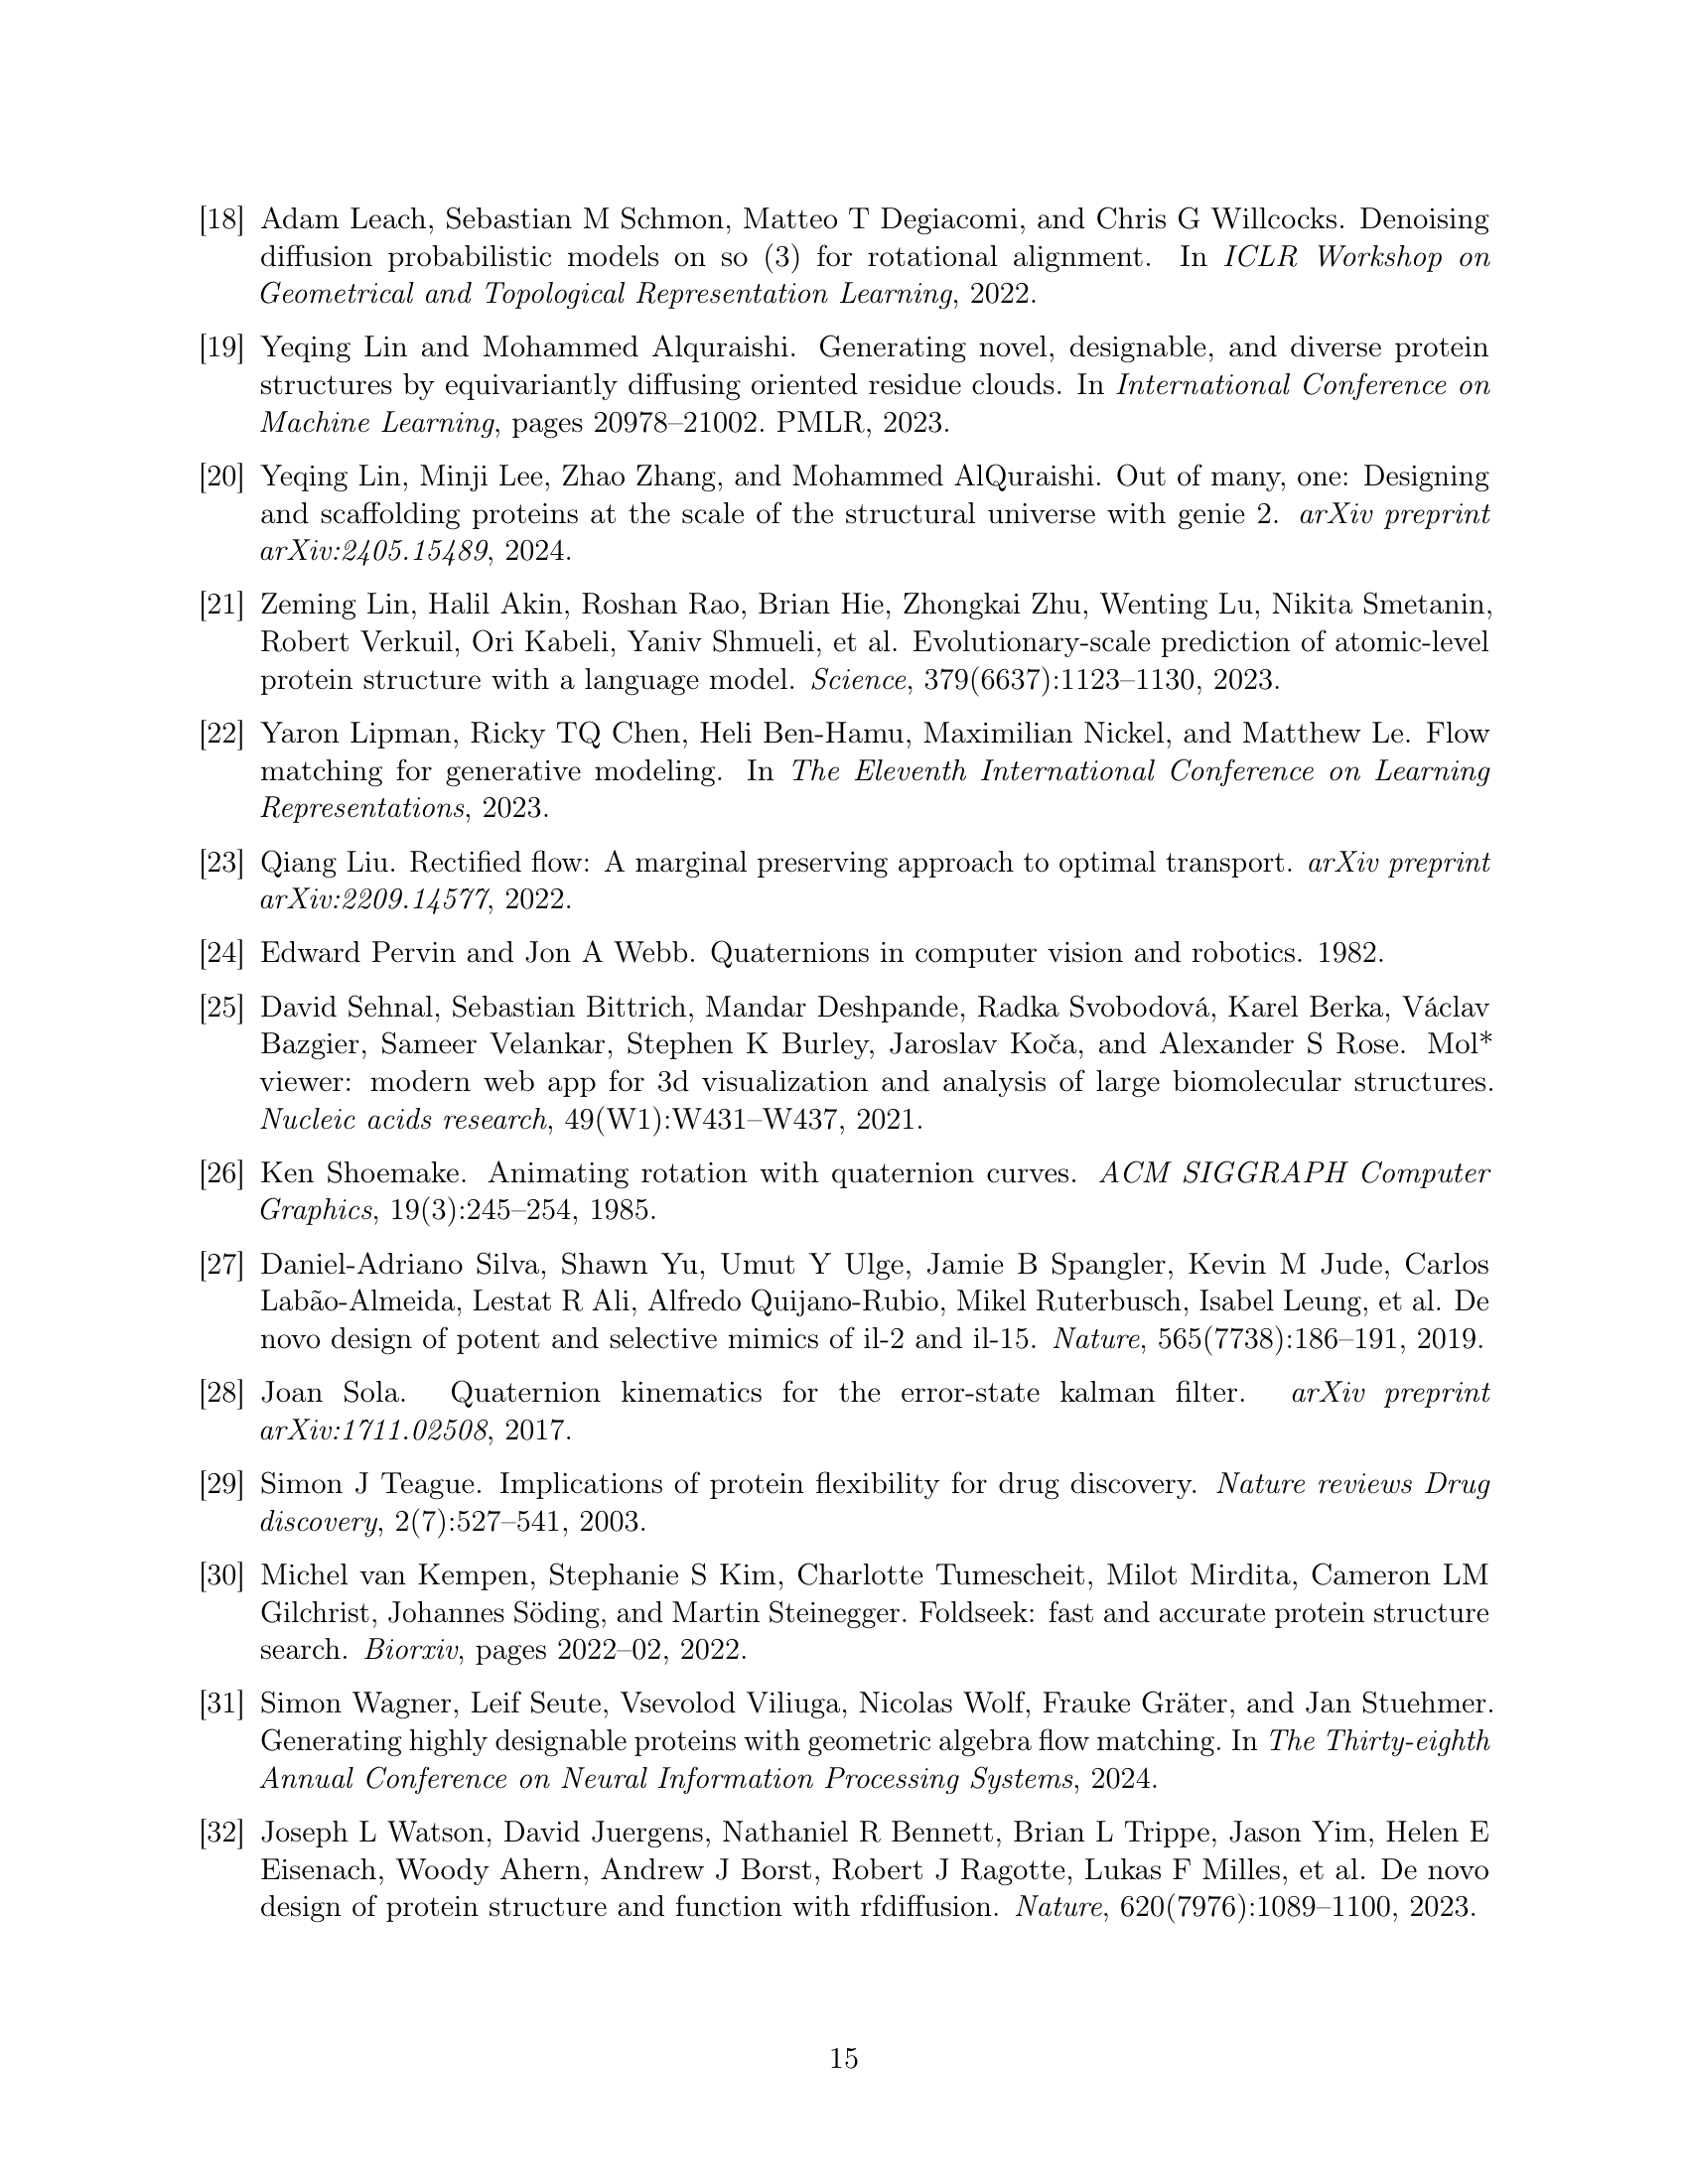 [18] Adam Leach, Sebastian M Schmon, Matteo T Degiacomi, and Chris G Willcocks. Denoising
diffusion probabilistic models on so (3) for rotational alignment. In ICLR Workshop on
Geometrical and Topological Representation Learning, 2022.
[19] Yeqing Lin and Mohammed Alquraishi. Generating novel, designable, and diverse protein
structures by equivariantly diffusing oriented residue clouds. In International Conference on
Machine Learning, pages 20978–21002. PMLR, 2023.
[20] Yeqing Lin, Minji Lee, Zhao Zhang, and Mohammed AlQuraishi. Out of many, one: Designing
and scaffolding proteins at the scale of the structural universe with genie 2. arXiv preprint
arXiv:2405.15489, 2024.
[21] Zeming Lin, Halil Akin, Roshan Rao, Brian Hie, Zhongkai Zhu, Wenting Lu, Nikita Smetanin,
Robert Verkuil, Ori Kabeli, Yaniv Shmueli, et al. Evolutionary-scale prediction of atomic-level
protein structure with a language model. Science, 379(6637):1123–1130, 2023.
[22] Yaron Lipman, Ricky TQ Chen, Heli Ben-Hamu, Maximilian Nickel, and Matthew Le. Flow
matching for generative modeling. In The Eleventh International Conference on Learning
Representations, 2023.
[23] Qiang Liu. Rectified flow: A marginal preserving approach to optimal transport. arXiv preprint
arXiv:2209.14577, 2022.
[24] Edward Pervin and Jon A Webb. Quaternions in computer vision and robotics. 1982.
[25] David Sehnal, Sebastian Bittrich, Mandar Deshpande, Radka Svobodová, Karel Berka, Václav
Bazgier, Sameer Velankar, Stephen K Burley, Jaroslav Koča, and Alexander S Rose. Mol*
viewer: modern web app for 3d visualization and analysis of large biomolecular structures.
Nucleic acids research, 49(W1):W431–W437, 2021.
[26] Ken Shoemake. Animating rotation with quaternion curves. ACM SIGGRAPH Computer
Graphics, 19(3):245–254, 1985.
[27] Daniel-Adriano Silva, Shawn Yu, Umut Y Ulge, Jamie B Spangler, Kevin M Jude, Carlos
Labão-Almeida, Lestat R Ali, Alfredo Quijano-Rubio, Mikel Ruterbusch, Isabel Leung, et al. De
novo design of potent and selective mimics of il-2 and il-15. Nature, 565(7738):186–191, 2019.
[28] Joan Sola. Quaternion kinematics for the error-state kalman filter. arXiv preprint
arXiv:1711.02508, 2017.
[29] Simon J Teague. Implications of protein flexibility for drug discovery. Nature reviews Drug
discovery, 2(7):527–541, 2003.
[30] Michel van Kempen, Stephanie S Kim, Charlotte Tumescheit, Milot Mirdita, Cameron LM
Gilchrist, Johannes Söding, and Martin Steinegger. Foldseek: fast and accurate protein structure
search. Biorxiv, pages 2022–02, 2022.
[31] Simon Wagner, Leif Seute, Vsevolod Viliuga, Nicolas Wolf, Frauke Gräter, and Jan Stuehmer.
Generating highly designable proteins with geometric algebra flow matching. In The Thirty-eighth
Annual Conference on Neural Information Processing Systems, 2024.
[32] Joseph L Watson, David Juergens, Nathaniel R Bennett, Brian L Trippe, Jason Yim, Helen E
Eisenach, Woody Ahern, Andrew J Borst, Robert J Ragotte, Lukas F Milles, et al. De novo
design of protein structure and function with rfdiffusion. Nature, 620(7976):1089–1100, 2023.
15